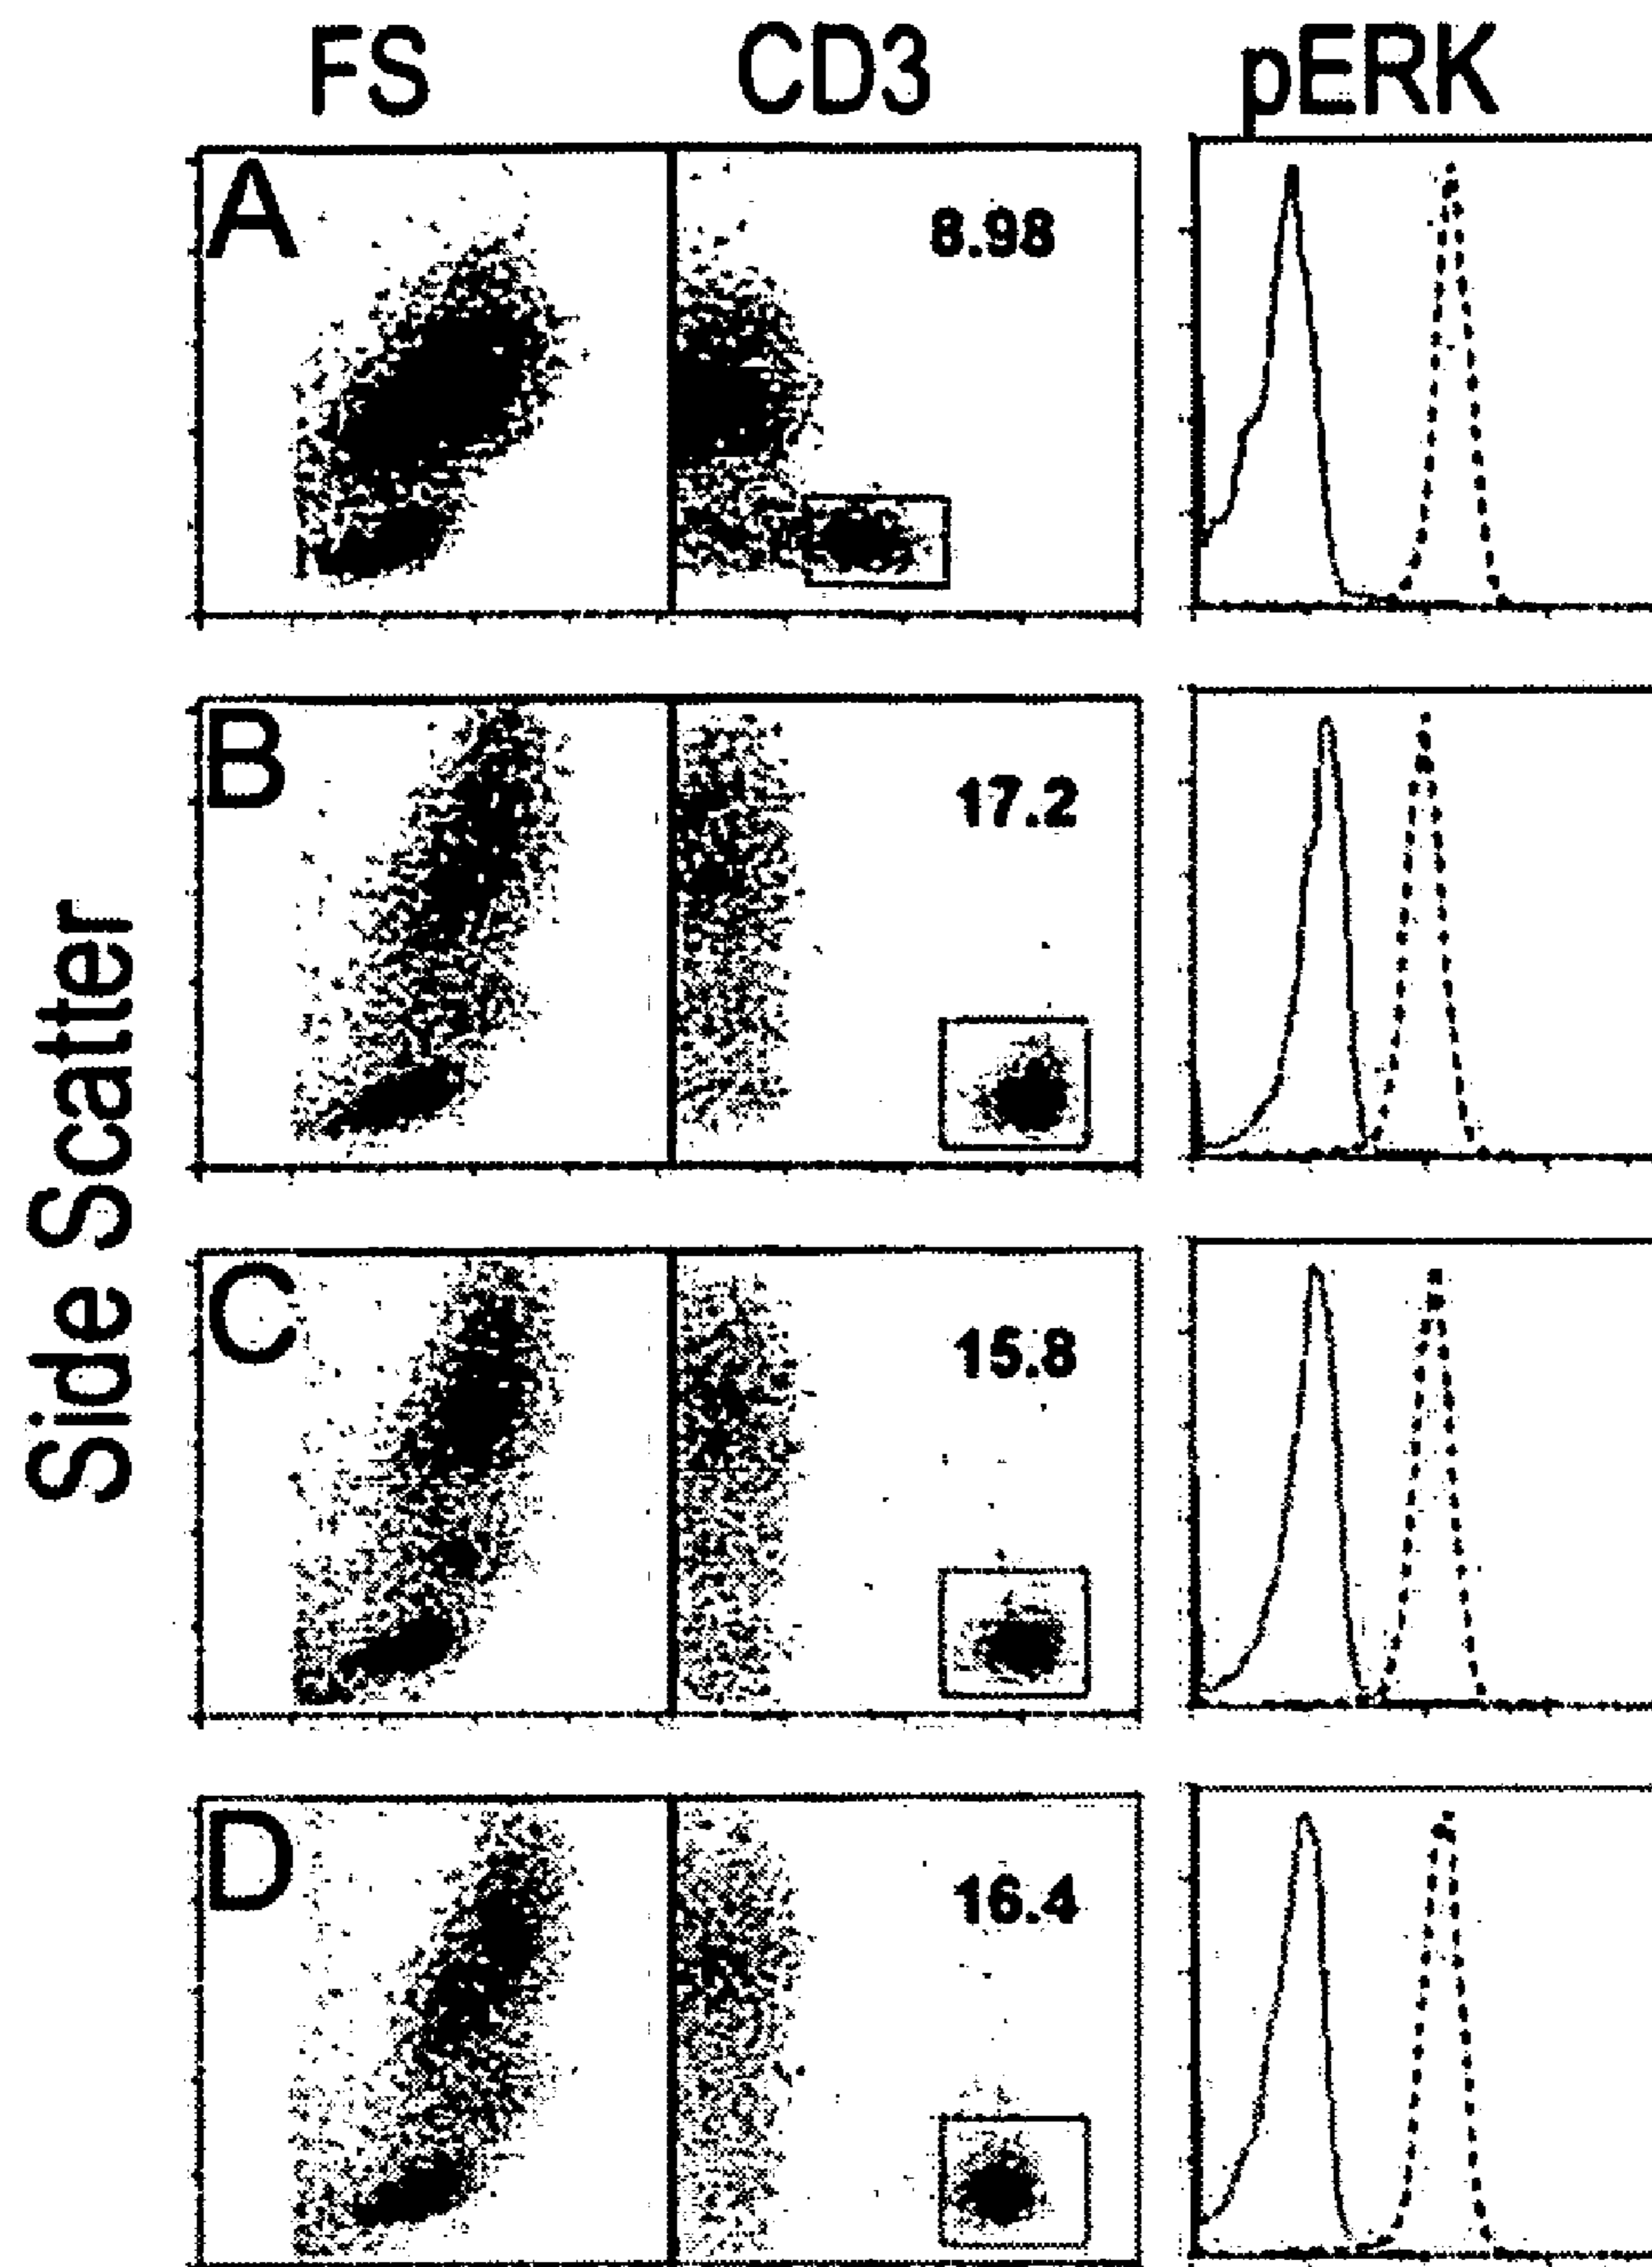 FS CD3 pERK
A 8.98
B 17.2
Side Scatter
C 15.8
D 16.4